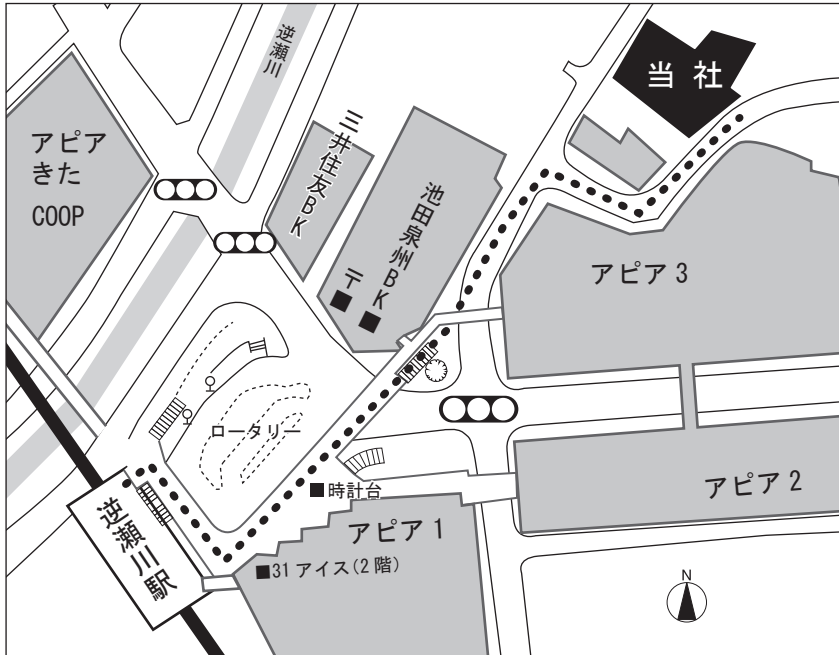 逆瀬川
当社
アピア
きた
COOP
三井住友BK
池田泉州BK
〒
アピア 3
ロータリー
時計台
アピア 2
アピア 1
31 アイス(2 階)
逆瀬川駅
N